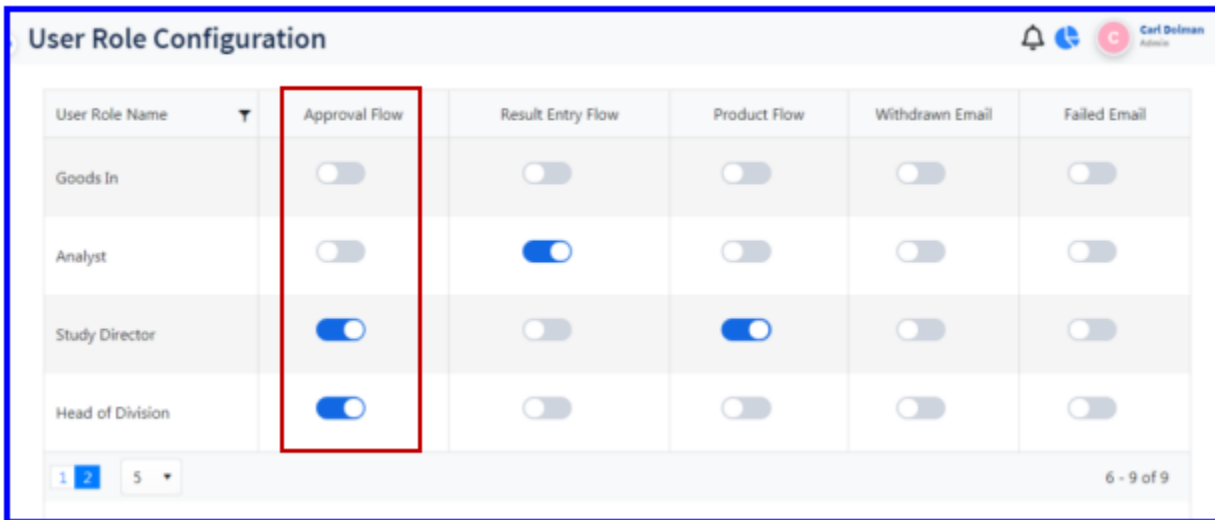 User Role Configuration
C
Carl Dolman
Admin
User Role Name Approval Flow Result Entry Flow Product Flow Withdrawn Email Failed Email
Goods In
Analyst
Study Director
Head of Division
1 2 5 6 - 9 of 9